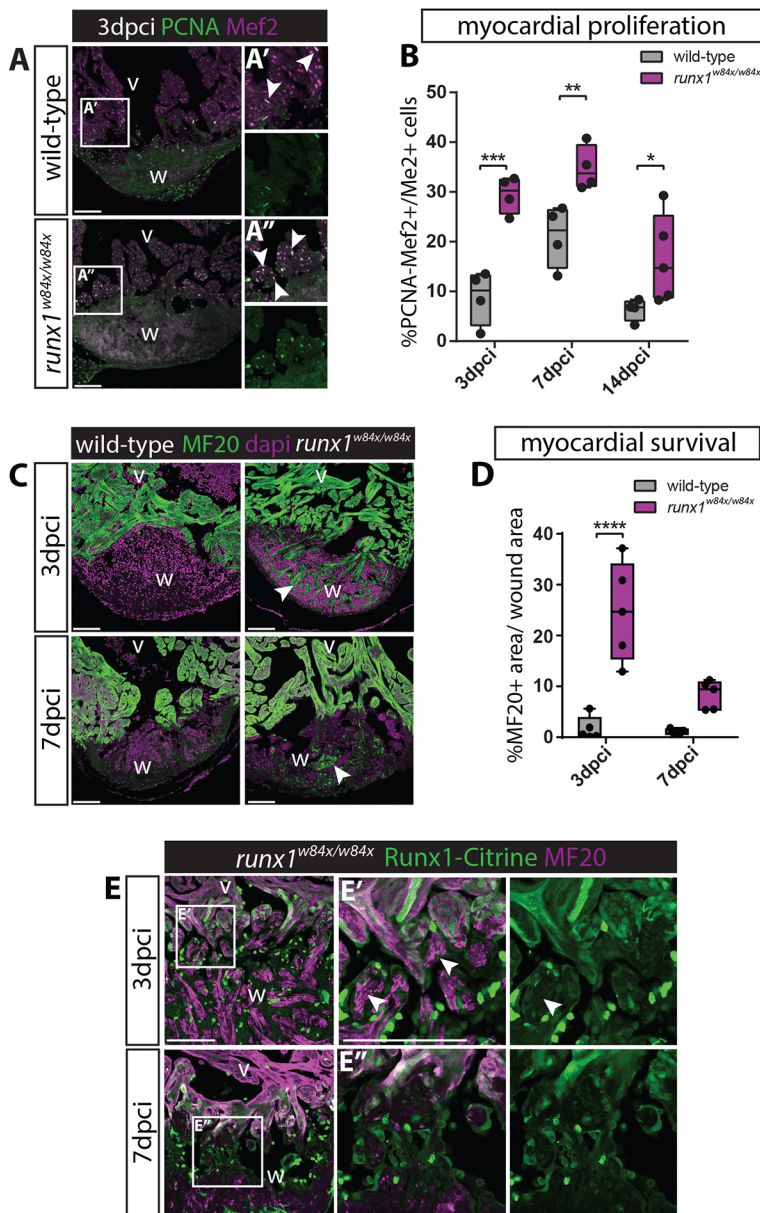 3dpci PCNA Mef2
myocardial proliferation
A
wild-type
V
A'
W
A'
runx1w84x/w84x
V
A''
W
A''
B
wild-type
runx1w84x/w84x
%PCNA-Mef2+/Me2+ cells
50
40
30
20
10
0
***
**
*
3dpci
7dpci
14dpci
wild-type MF20 dapi runx1w84x/w84x
C
3dpci
V
W
V
W
7dpci
V
W
V
W
myocardial survival
D
wild-type
runx1w84x/w84x
%MF20+ area/ wound area
40
30
20
10
0
****
3dpci
7dpci
runx1w84x/w84x Runx1-Citrine MF20
E
3dpci
V
E'
W
E'
7dpci
V
E''
W
E''